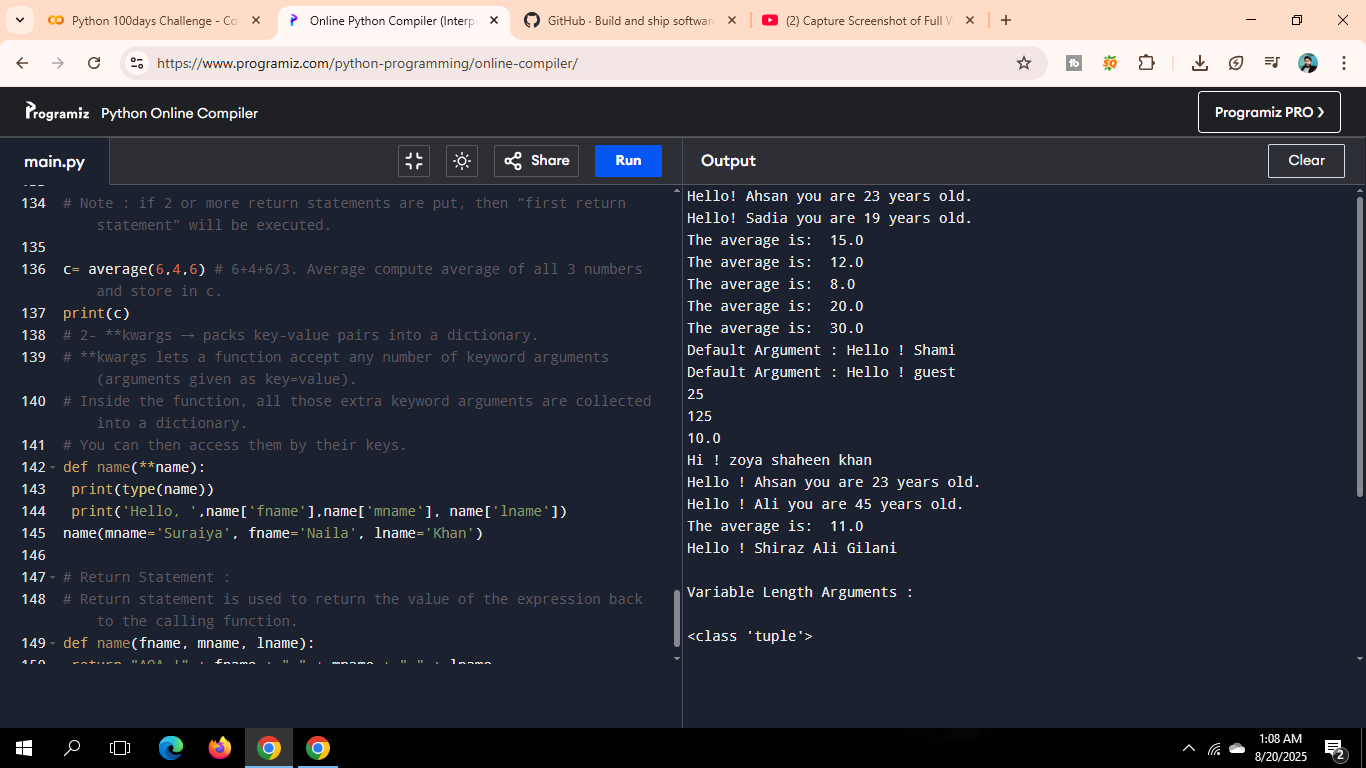 Python 100days Challenge - Co
Online Python Compiler (Interp
GitHub · Build and ship software
(2) Capture Screenshot of Full W
https://www.programiz.com/python-programming/online-compiler/
Programiz Python Online Compiler
Programiz PRO
main.py
Share
Run
134 # Note : if 2 or more return statements are put, then "first return
statement" will be executed.
135
136 c= average(6,4,6) # 6+4+6/3. Average compute average of all 3 numbers
and store in c.
137 print(c)
138 # 2- **kwargs → packs key-value pairs into a dictionary.
139 # **kwargs lets a function accept any number of keyword arguments
(arguments given as key=value).
140 # Inside the function, all those extra keyword arguments are collected
into a dictionary.
141 # You can then access them by their keys.
142 def name(**name):
143 print(type(name))
144 print('Hello, ',name['fname'],name['mname'], name['lname'])
145 name(mname='Suraiya', fname='Naila', lname='Khan')
146
147 # Return Statement :
148 # Return statement is used to return the value of the expression back
to the calling function.
149 def name(fname, mname, lname):
Output
Clear
Hello! Ahsan you are 23 years old.
Hello! Sadia you are 19 years old.
The average is:  15.0
The average is:  12.0
The average is:  8.0
The average is:  20.0
The average is:  30.0
Default Argument : Hello ! Shami
Default Argument : Hello ! guest
25
125
10.0
Hi ! zoya shaheen khan
Hello ! Ahsan you are 23 years old.
Hello ! Ali you are 45 years old.
The average is:  11.0
Hello ! Shiraz Ali Gilani
Variable Length Arguments :
<class 'tuple'>
1:08 AM
8/20/2025
2